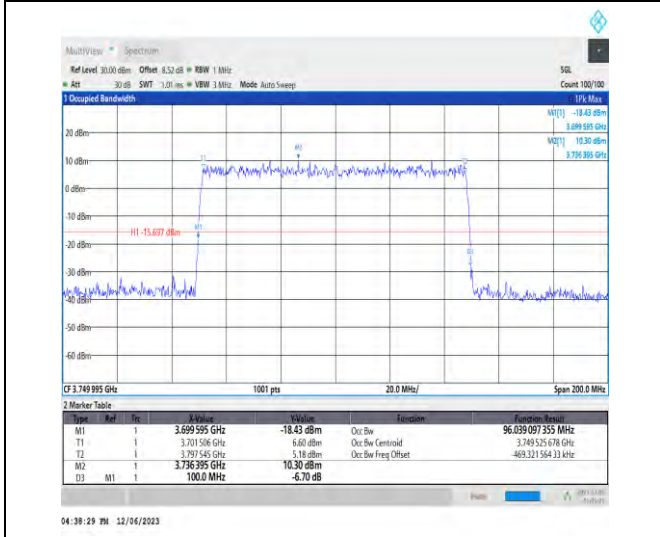 MultiView Spectrum
Ref Level 30.00 dBm Offset 8.52 dB RBW 1 MHz SGL
Att 30 dB SWT 1.01 ms VBW 3 MHz Mode Auto Sweep Count 100/100
1 Occupied Bandwidth 1Pk Max
M1[1] -18.43 dBm
3.699 595 GHz
M2[1] 10.30 dBm
3.736 395 GHz
20 dBm
M2
T1
10 dBm
0 dBm
-10 dBm
M1
H1 -15.697 dBm
-20 dBm
D3
-30 dBm
-40 dBm
-50 dBm
-60 dBm
CF 3.749 995 GHz 1001 pts 20.0 MHz/ Span 200.0 MHz
2 Marker Table
Type Ref Trc X-Value Y-Value Function Function Result
M1 1 3.699 595 GHz -18.43 dBm Occ Bw 96.039 097 355 MHz
T1 1 3.701 506 GHz 6.60 dBm Occ Bw Centroid 3.749 525 678 GHz
T2 1 3.797 545 GHz 5.18 dBm Occ Bw Freq Offset -469.321 564 33 kHz
M2 1 3.736 395 GHz 10.30 dBm
D3 M1 1 100.0 MHz -6.70 dB
04:38:29 PM 12/06/2023